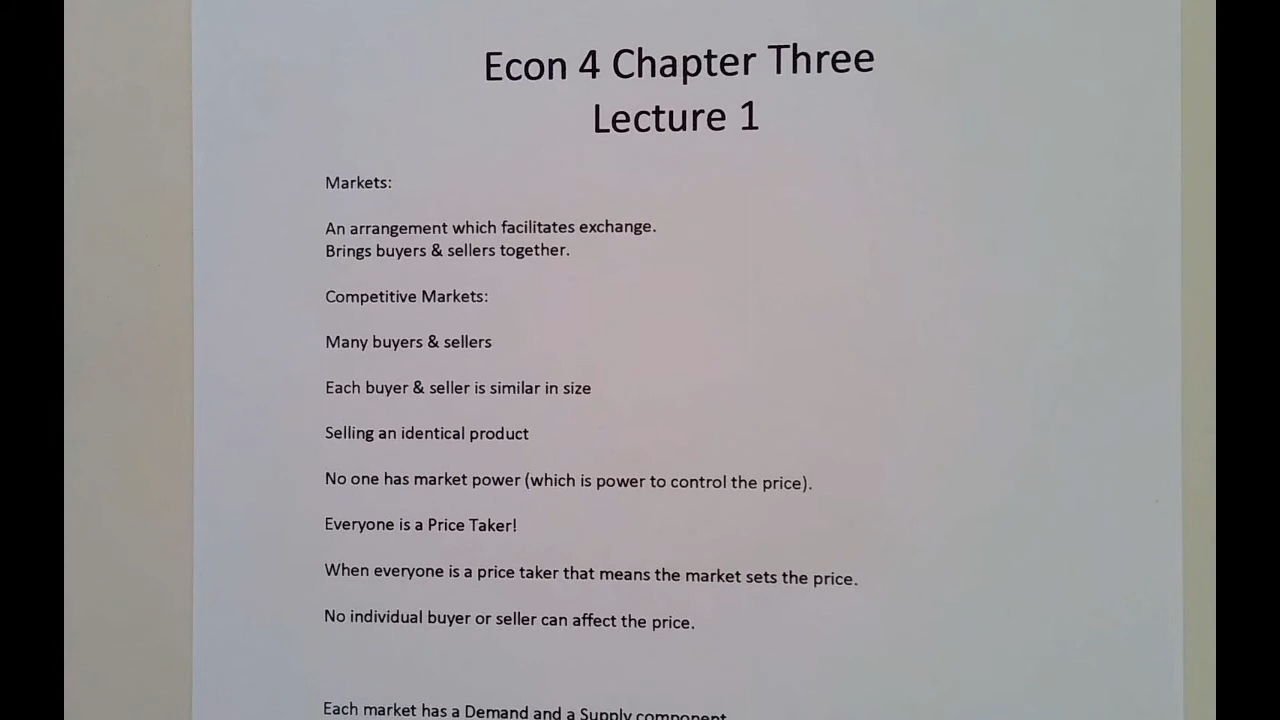 Econ 4 Chapter Three
Lecture 1
Markets:
An arrangement which facilitates exchange.
Brings buyers & sellers together.
Competitive Markets:
Many buyers & sellers
Each buyer & seller is similar in size
Selling an identical product
No one has market power (which is power to control the price).
Everyone is a Price Taker!
When everyone is a price taker that means the market sets the price.
No individual buyer or seller can affect the price.
Each market has a Demand and a Supply component